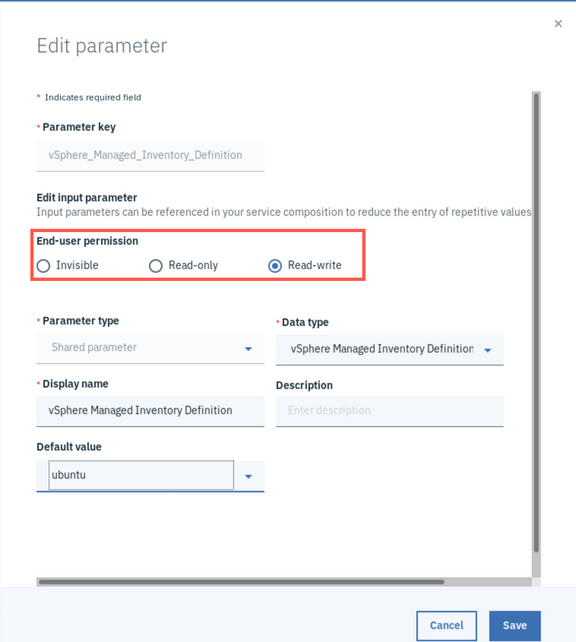 ×
Edit parameter
* Indicates required field
* Parameter key
vSphere_Managed_Inventory_Definition
Edit input parameter
Input parameters can be referenced in your service composition to reduce the entry of repetitive values
End-user permission
Invisible Read-only Read-write
* Parameter type * Data type
Shared parameter vSphere Managed Inventory Definition
* Display name Description
vSphere Managed Inventory Definition Enter description
Default value
ubuntu
Cancel Save